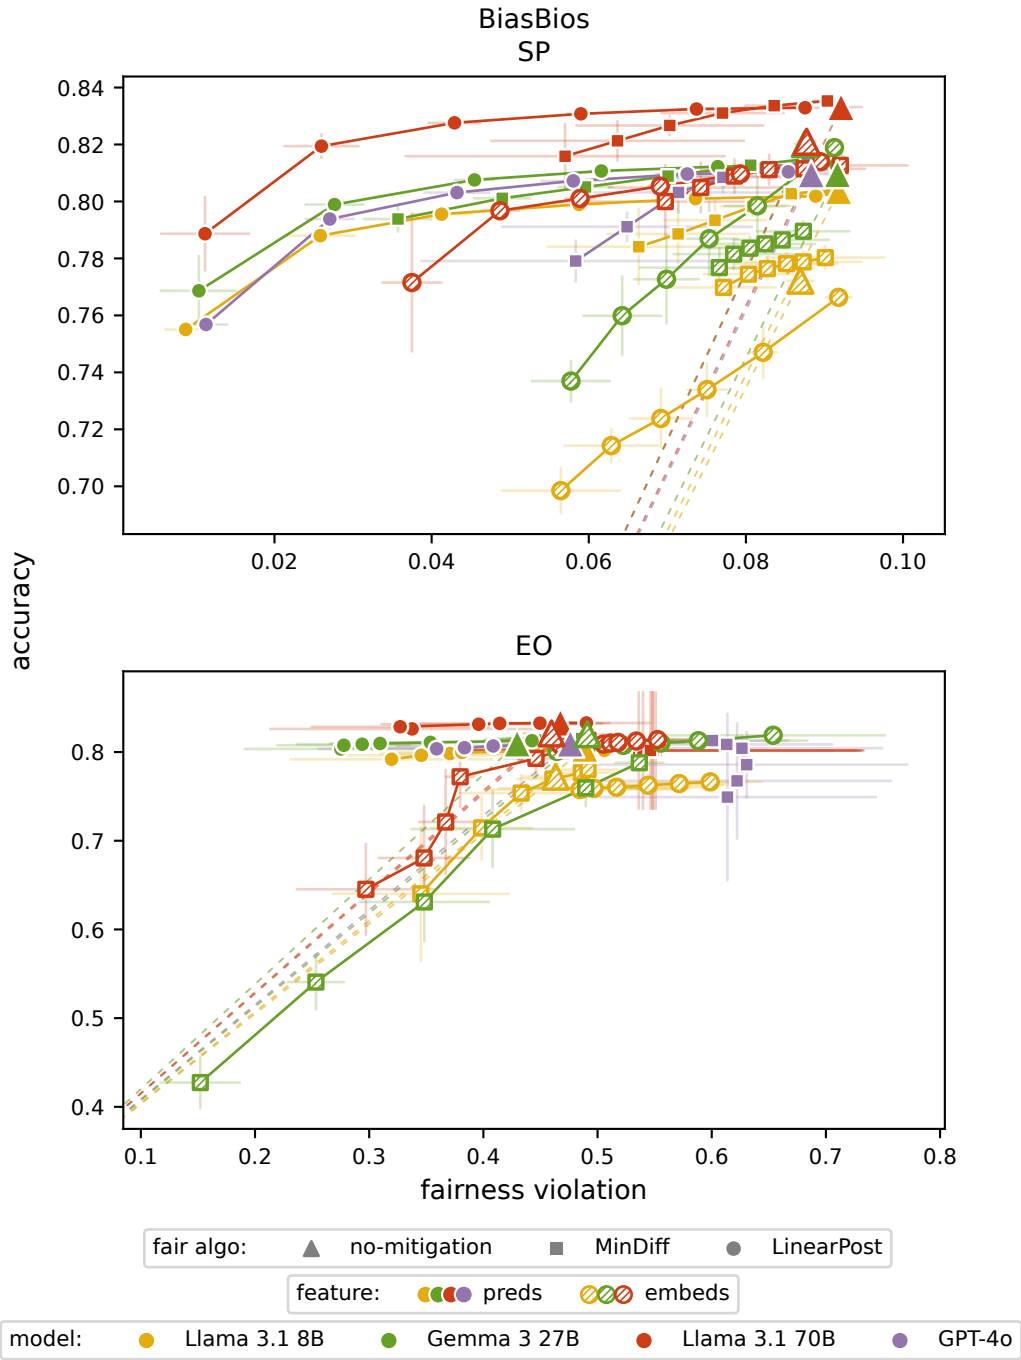 BiasBios
SP
0.84
0.82
0.80
0.78
0.76
0.74
0.72
0.70
0.02 0.04 0.06 0.08 0.10
accuracy
EO
0.8
0.7
0.6
0.5
0.4
0.1 0.2 0.3 0.4 0.5 0.6 0.7 0.8
fairness violation
fair algo: no-mitigation MinDiff LinearPost
feature: preds embeds
model: Llama 3.1 8B Gemma 3 27B Llama 3.1 70B GPT-4o